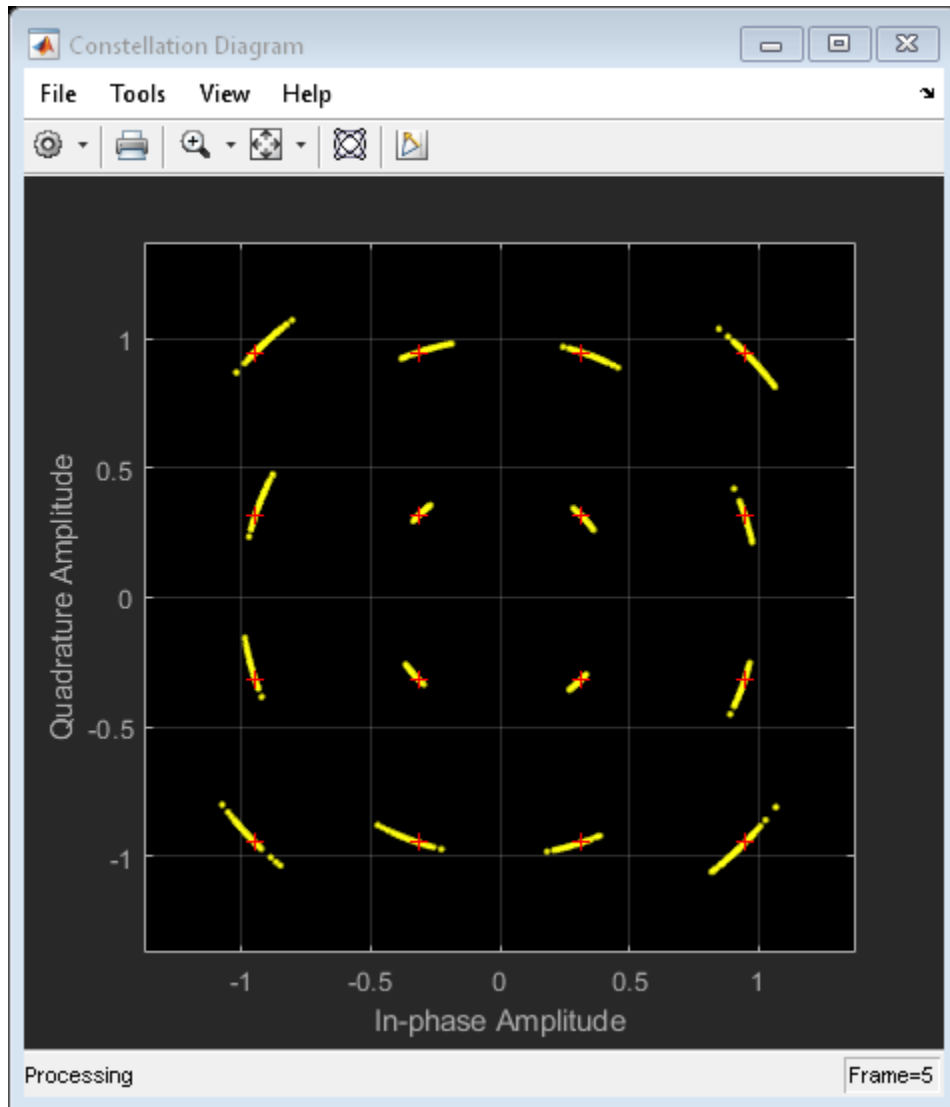 Constellation Diagram
File Tools View Help
1
0.5
0
-0.5
-1
Quadrature Amplitude
-1 -0.5 0 0.5 1
In-phase Amplitude
Processing Frame=5